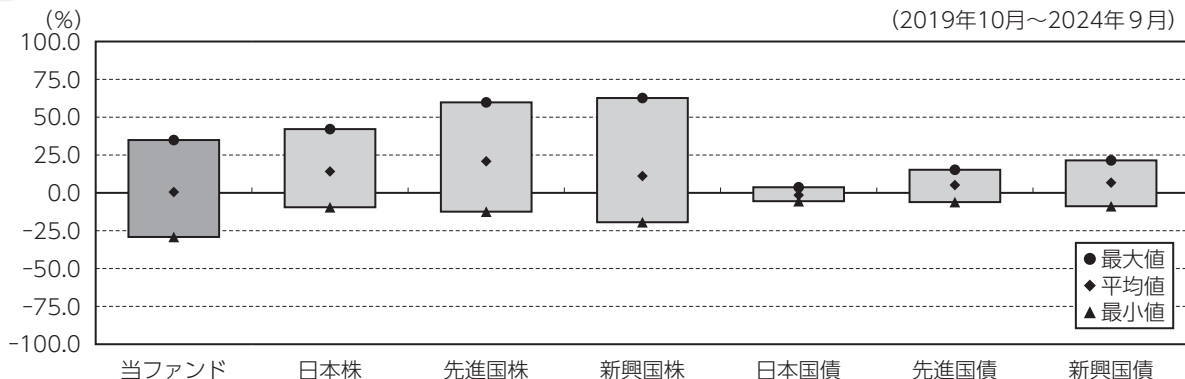 (%)
(2019年10月～2024年９月)
100.0
75.0
50.0
25.0
0.0
-25.0
-50.0
-75.0
-100.0
最大値
平均値
最小値
当ファンド 日本株 先進国株 新興国株 日本国債 先進国債 新興国債